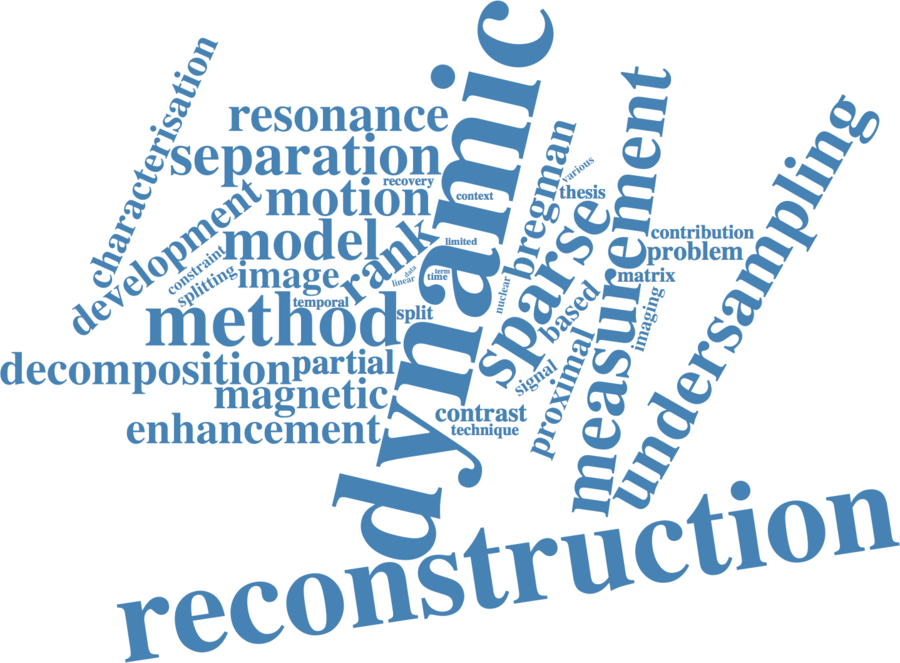 dynamic
characterisation
resonance
separation
recovery
motion
context
development
model
limited
rank
constraint
splitting
image
data
linear
term
time
temporal
method
split
decomposition
partial
magnetic
enhancement
contrast
technique
bregman
various
thesis
sparse
nuclear
based
signal
proximal
measurement
contribution
problem
matrix
imaging
undersampling
reconstruction